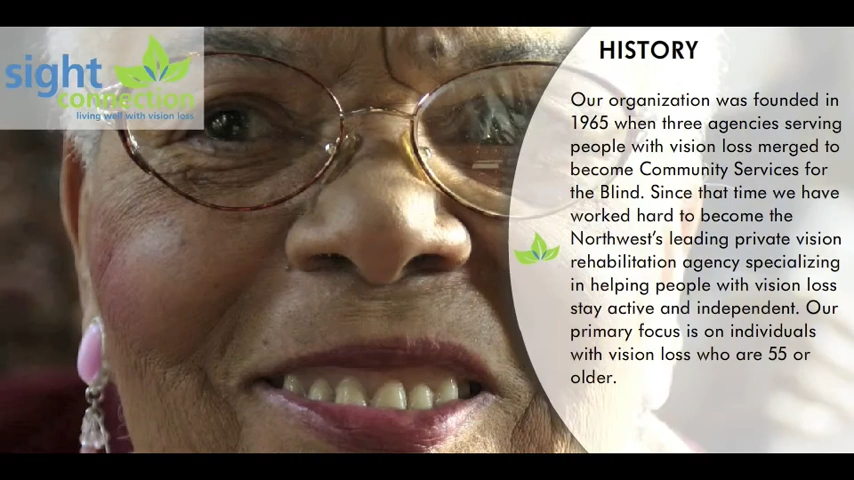 sight
connection
living well with vision loss
HISTORY
Our organization was founded in
1965 when three agencies serving
people with vision loss merged to
become Community Services for
the Blind. Since that time we have
worked hard to become the
Northwest's leading private vision
rehabilitation agency specializing
in helping people with vision loss
stay active and independent. Our
primary focus is on individuals
with vision loss who are 55 or
older.